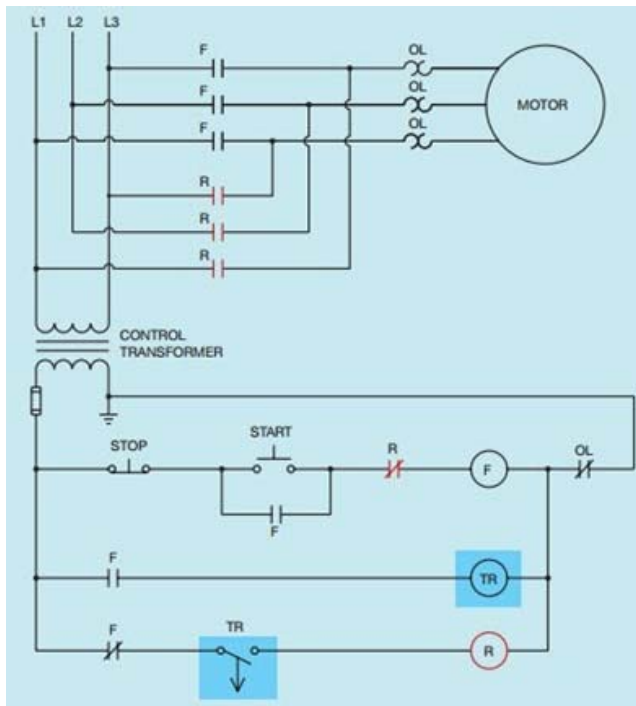 L1 L2 L3
F OL
F OL MOTOR
F OL
R
R
R
CONTROL
TRANSFORMER
STOP START R F OL
F
F TR
F TR R